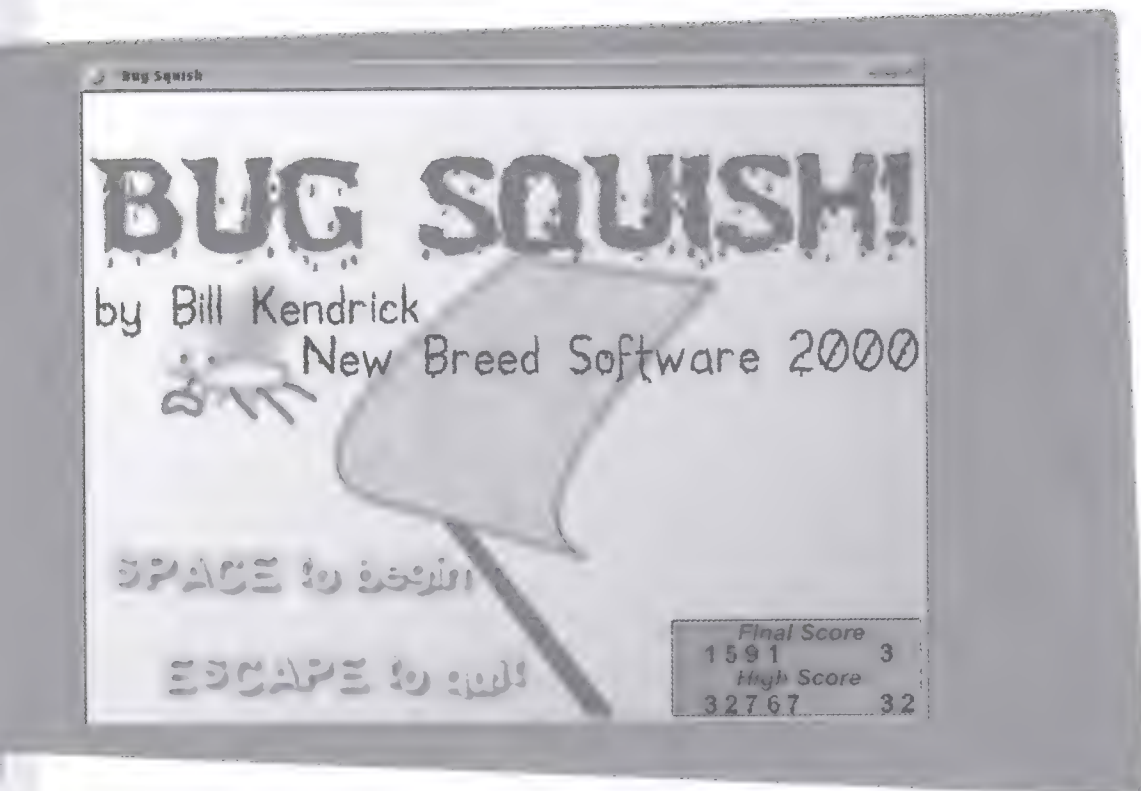 Bug Squish
BUG SQUISH!
by Bill Kendrick
New Breed Software 2000
SPACE to begin
ESCAPE to quit
Final Score
1591 3
High Score
32767 32